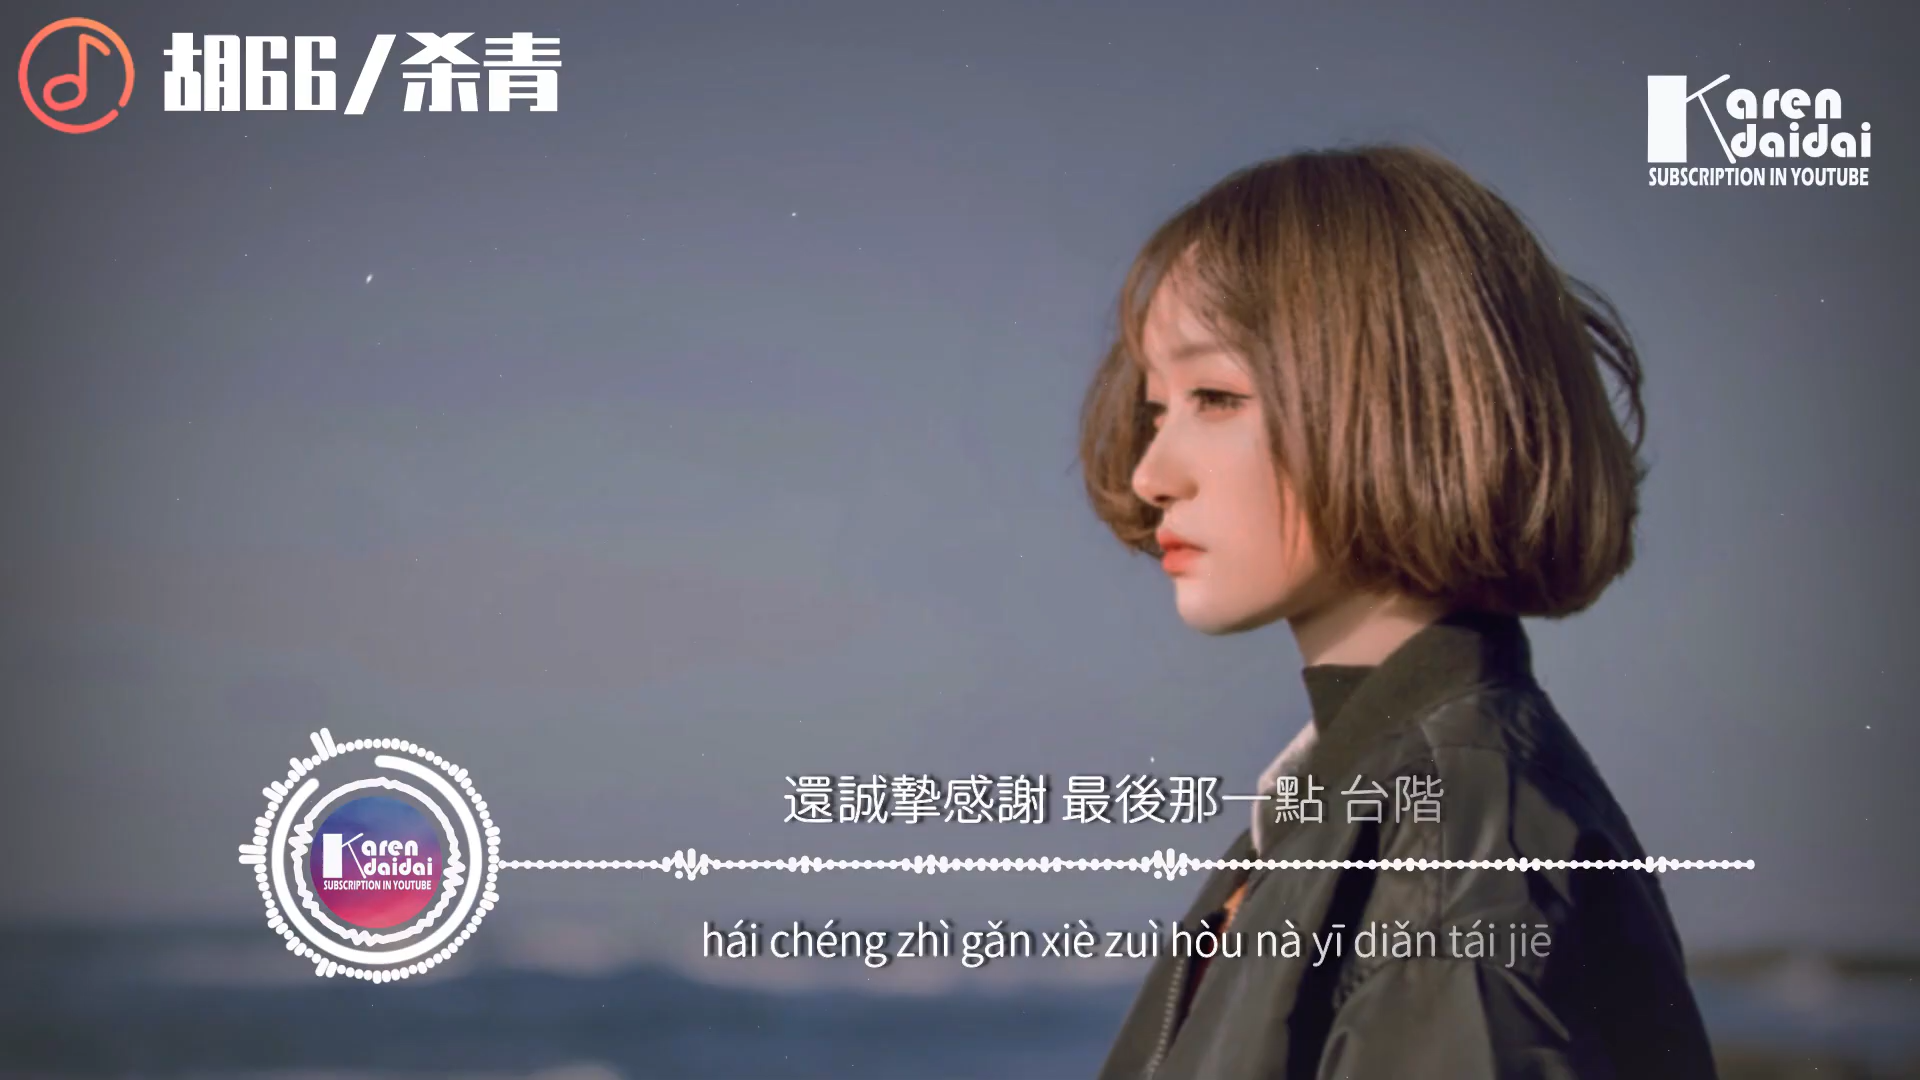 胡66/杀青
Karen
daidai
SUBSCRIPTION IN YOUTUBE
還誠摯感謝 最後那一點 台階
Karen
daidai
SUBSCRIPTION IN YOUTUBE
hái chéng zhì gǎn xiè zuì hòu nà yī diǎn tái jiē